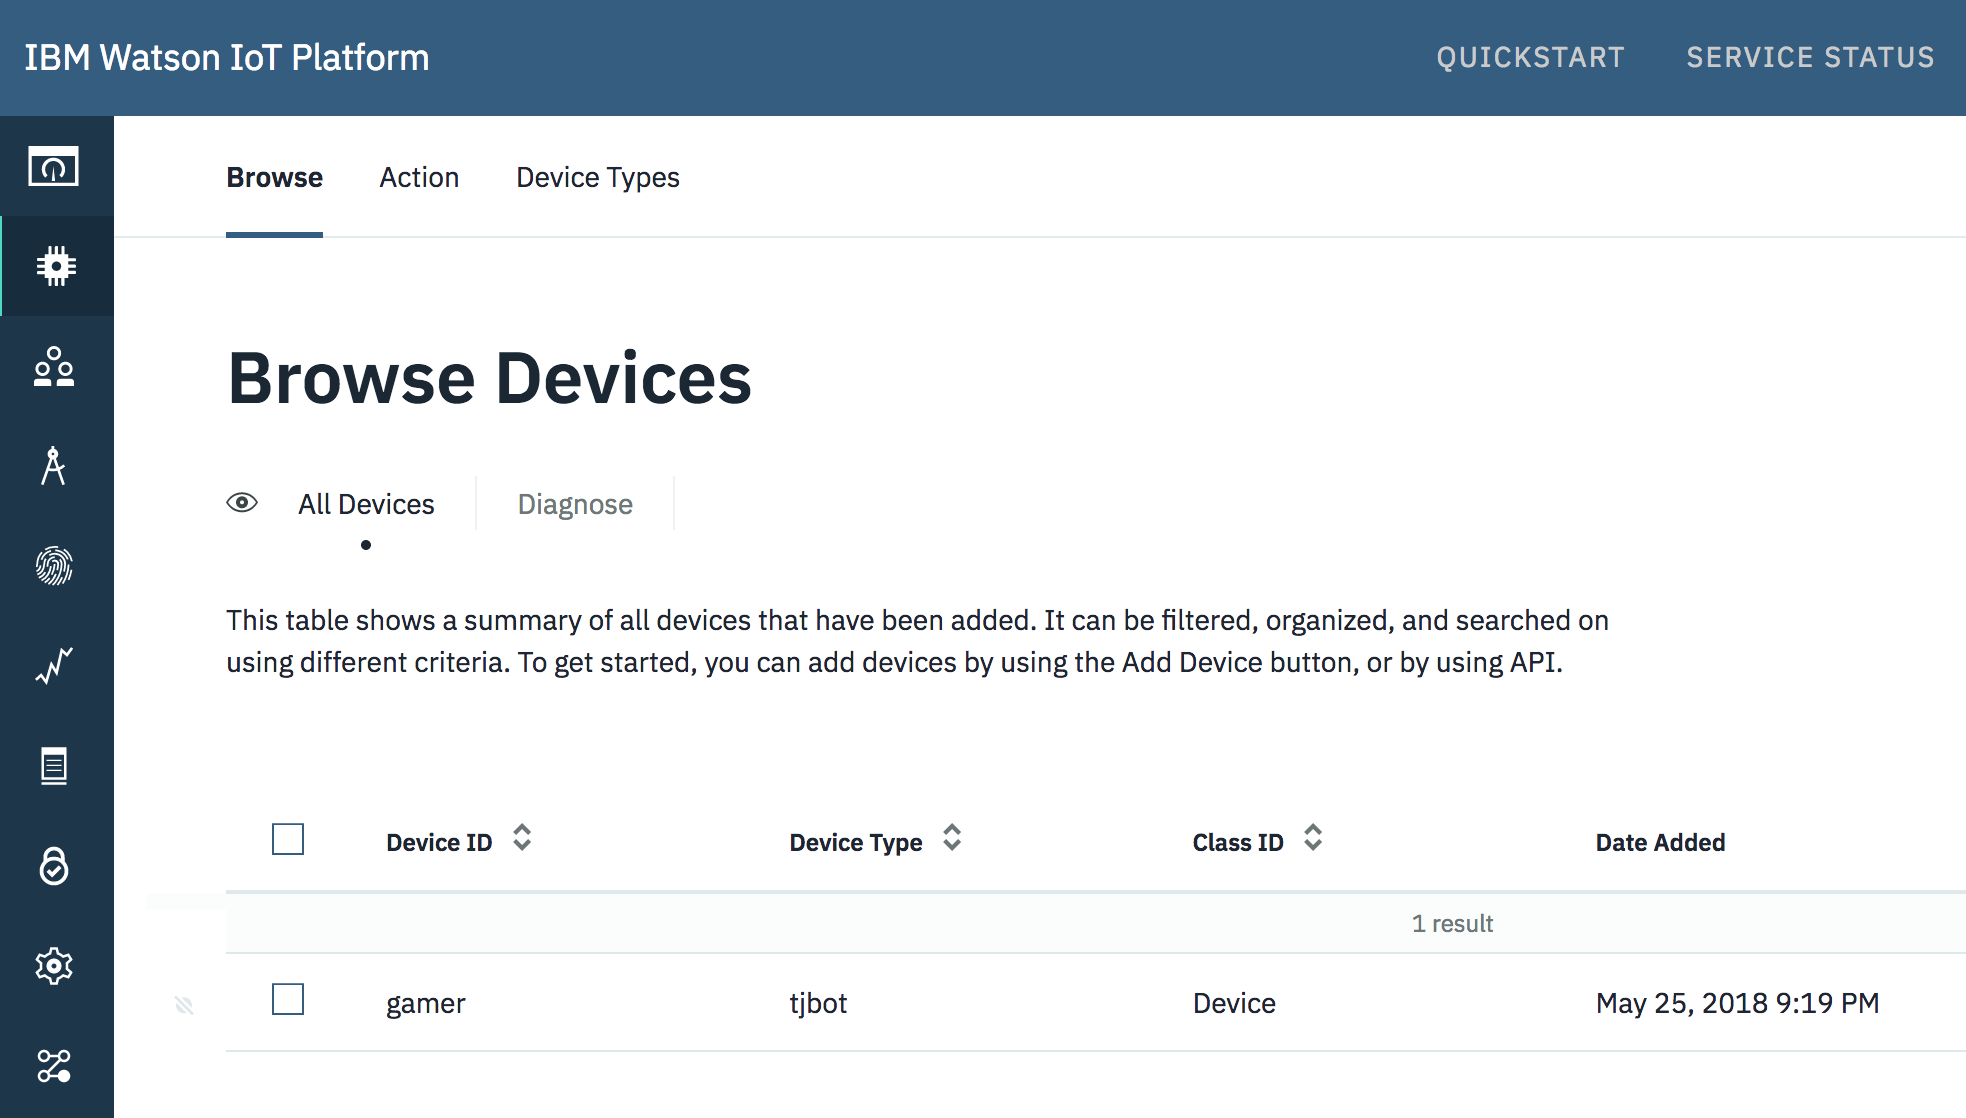 IBM Watson IoT Platform QUICKSTART SERVICE STATUS
Browse Action Device Types
Browse Devices
All Devices Diagnose
This table shows a summary of all devices that have been added. It can be filtered, organized, and searched on
using different criteria. To get started, you can add devices by using the Add Device button, or by using API.
Device ID Device Type Class ID Date Added
1 result
gamer tjbot Device May 25, 2018 9:19 PM